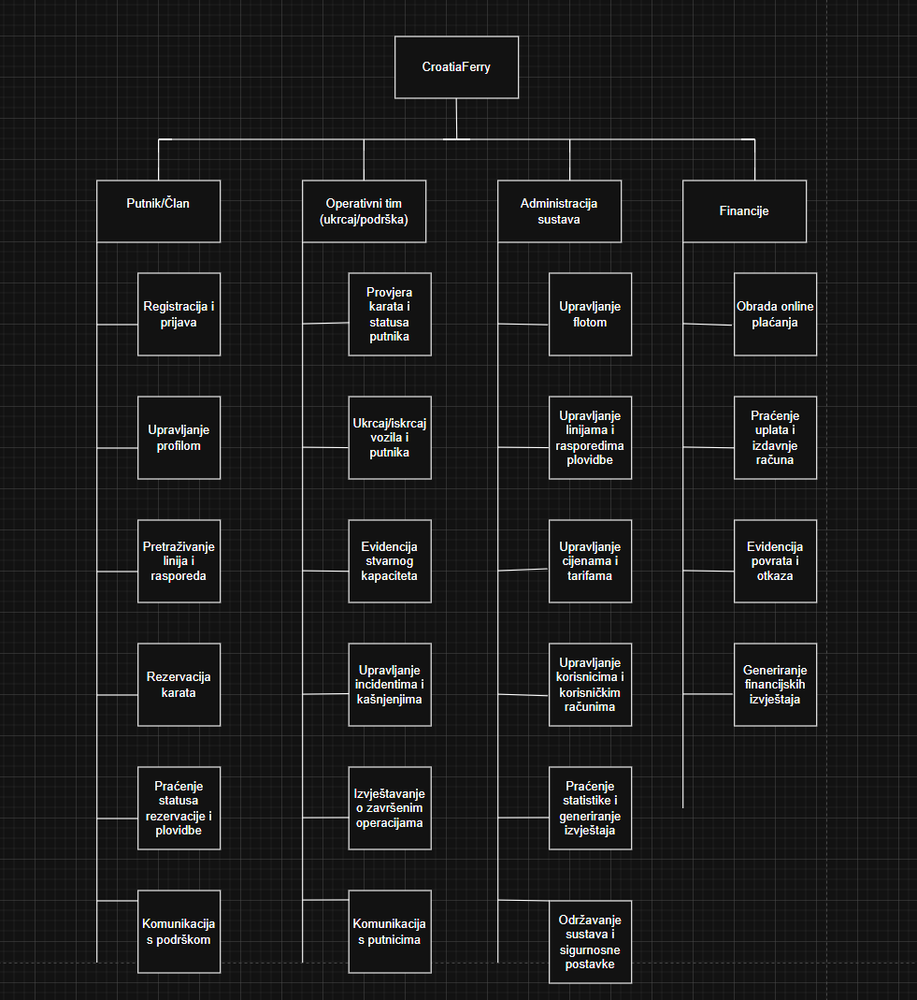 CroatiaFerry
Putnik/Član
Operativni tim
(ukrcaj/podrška)
Administracija
sustava
Financije
Registracija i
prijava
Provjera
karata i
statusa
putnika
Upravljanje
flotom
Obrada online
plaćanja
Upravljanje
profilom
Ukrcaj/iskrcaj
vozila i
putnika
Upravljanje
linijama i
rasporedima
plovidbe
Praćenje
uplata i
izdavnje
računa
Pretraživanje
linija i
rasporeda
Evidencija
stvarnog
kapaciteta
Upravljanje
cijenama i
tarifama
Evidencija
povrata i
otkaza
Rezervacija
karata
Upravljanje
incidentima i
kašnjenjima
Upravljanje
korisnicima i
korisničkim
računima
Generiranje
financijskih
izvještaja
Praćenje
statusa
rezervacije i
plovidbe
Izvještavanje
o završenim
operacijama
Praćenje
statistike i
generiranje
izvještaja
Komunikacija
s podrškom
Komunikacija
s putnicima
Održavanje
sustava i
sigurnosne
postavke